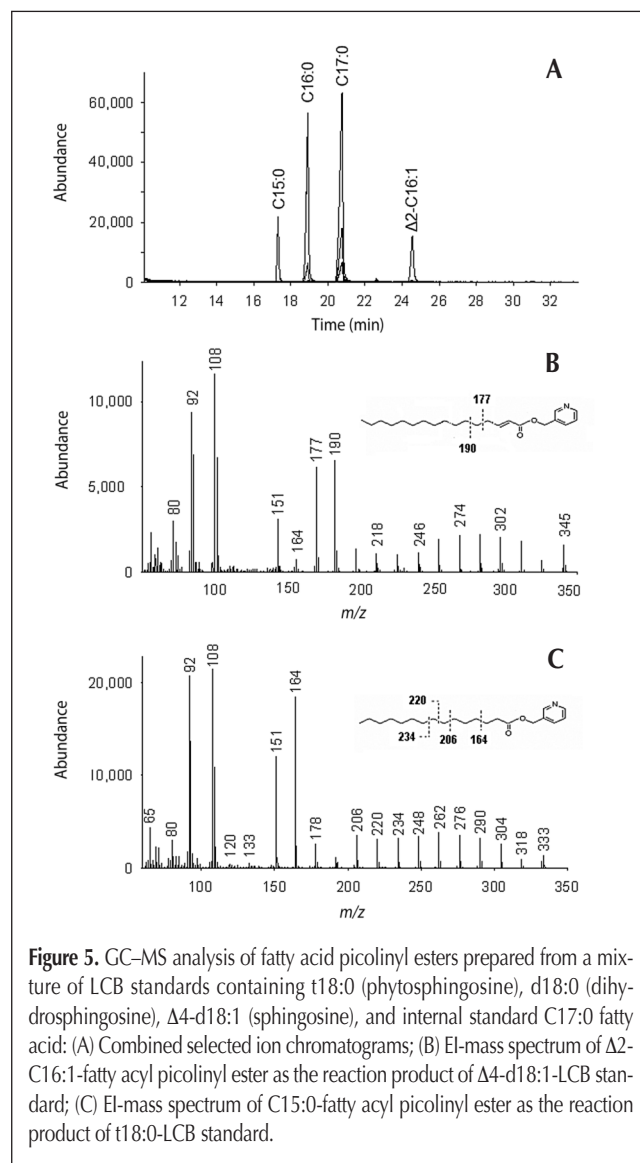 A
C15:0
C16:0
C17:0
Δ2-C16:1
Abundance
60,000
40,000
20,000
0
12 14 16 18 20 22 24 26 28 30 32
Time (min)
B
Abundance
10,000
5,000
0
80
92
108
151
164
177
190
218
246
274
302
345
177
190
N
O
O
100 150 200 250 300 350
m/z
C
Abundance
20,000
10,000
0
65
80
92
108
120
133
151
164
178
206
220
234
248
262
276
290
304
318
333
220
234 206 164
N
O
O
100 150 200 250 300 350
m/z
Figure 5. GC–MS analysis of fatty acid picolinyl esters prepared from a mix-
ture of LCB standards containing t18:0 (phytosphingosine), d18:0 (dihy-
drosphingosine), Δ4-d18:1 (sphingosine), and internal standard C17:0 fatty
acid: (A) Combined selected ion chromatograms; (B) EI-mass spectrum of Δ2-
C16:1-fatty acyl picolinyl ester as the reaction product of Δ4-d18:1-LCB stan-
dard; (C) EI-mass spectrum of C15:0-fatty acyl picolinyl ester as the reaction
product of t18:0-LCB standard.